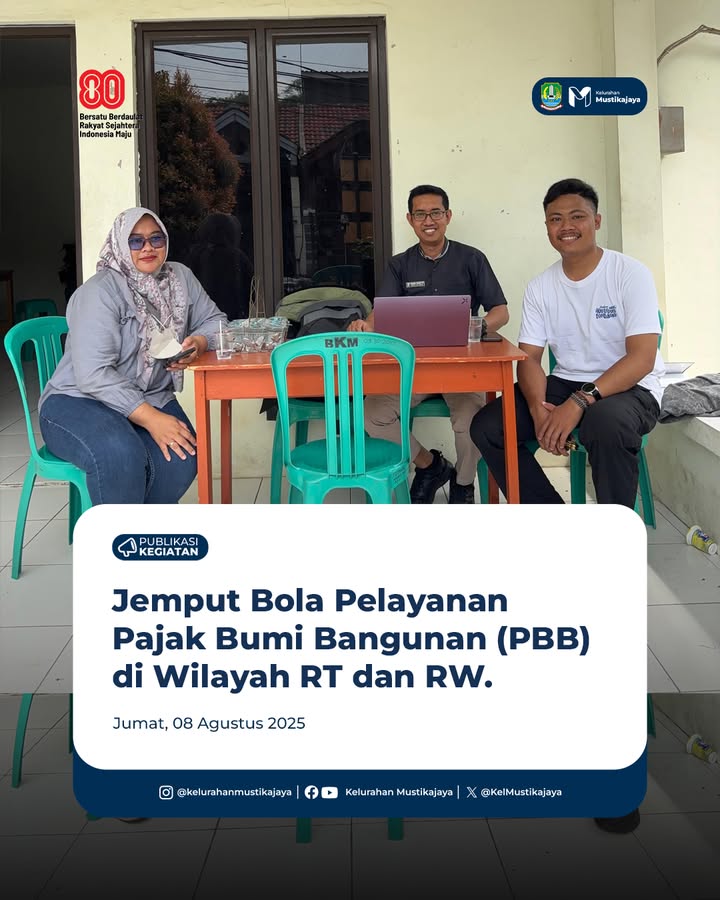 80
Bersatu Berdaulat
Rakyat Sejahtera
Indonesia Maju
Kelurahan
Mustikajaya
BKM
PUBLIKASI
KEGIATAN
Jemput Bola Pelayanan
Pajak Bumi Bangunan (PBB)
di Wilayah RT dan RW.
Jumat, 08 Agustus 2025
@kelurahanmustikajaya | Kelurahan Mustikajaya | @KelMustikajaya